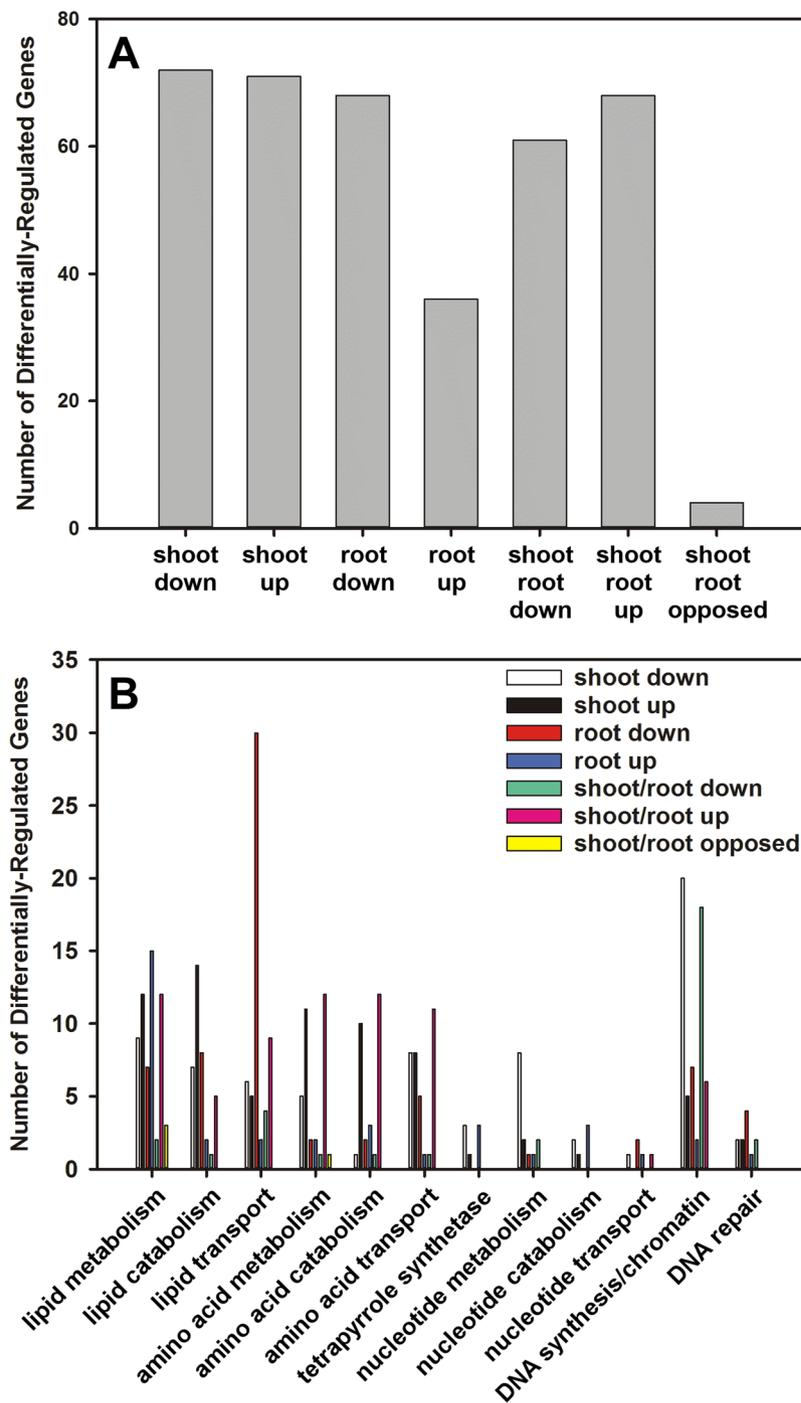 A
Number of Differentially-Regulated Genes
80
60
40
20
0
shoot down
shoot up
root down
root up
shoot root down
shoot root up
shoot root opposed
B
Number of Differentially-Regulated Genes
35
30
25
20
15
10
5
0
shoot down
shoot up
root down
root up
shoot/root down
shoot/root up
shoot/root opposed
lipid metabolism
lipid catabolism
lipid transport
amino acid metabolism
amino acid catabolism
amino acid transport
tetrapyrrole synthetase
nucleotide metabolism
nucleotide catabolism
nucleotide transport
DNA synthesis/chromatin
DNA repair